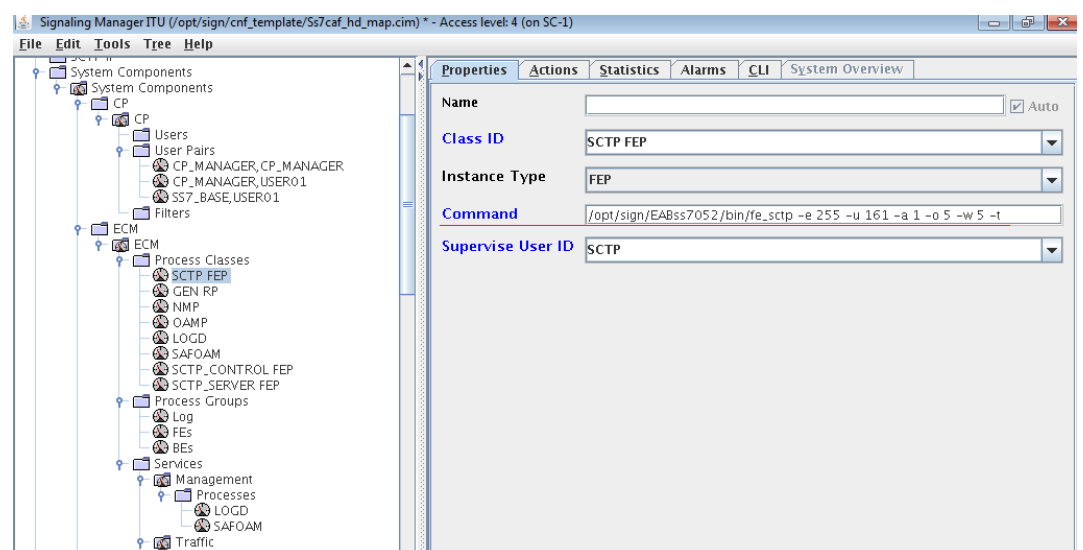 Signaling Manager ITU (/opt/sign/cnf_template/Ss7caf_hd_map.cim) * - Access level: 4 (on SC-1)
File Edit Tools Tree Help
System Components
System Components
CP
CP
Users
User Pairs
CP_MANAGER,CP_MANAGER
CP_MANAGER,USER01
SS7_BASE,USER01
Filters
ECM
ECM
Process Classes
SCTP FEP
GEN RP
NMP
OAMP
LOGD
SAFOAM
SCTP_CONTROL FEP
SCTP_SERVER FEP
Process Groups
Log
FEs
BEs
Services
Management
Processes
LOGD
SAFOAM
Traffic
Properties Actions Statistics Alarms CLI System Overview
Name Auto
Class ID SCTP FEP
Instance Type FEP
Command /opt/sign/EABss7052/bin/fe_sctp -e 255 -u 161 -a 1 -o 5 -w 5 -t
Supervise User ID SCTP